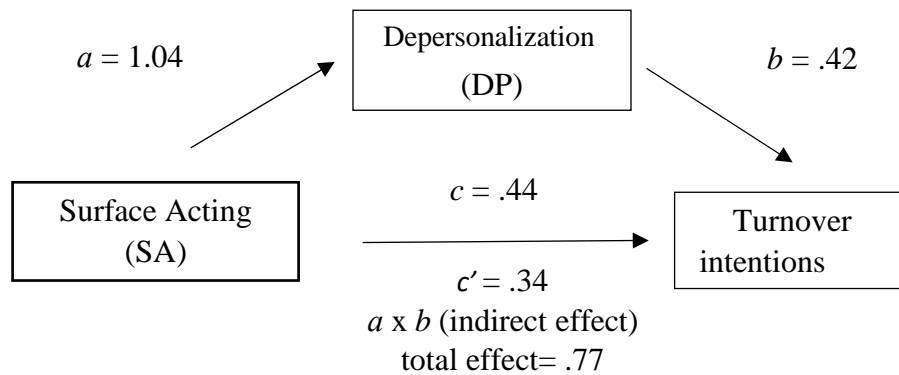 a = 1.04
Depersonalization
(DP)
b = .42
Surface Acting
(SA)
c = .44
Turnover
intentions
c’ = .34
a x b (indirect effect)
total effect= .77